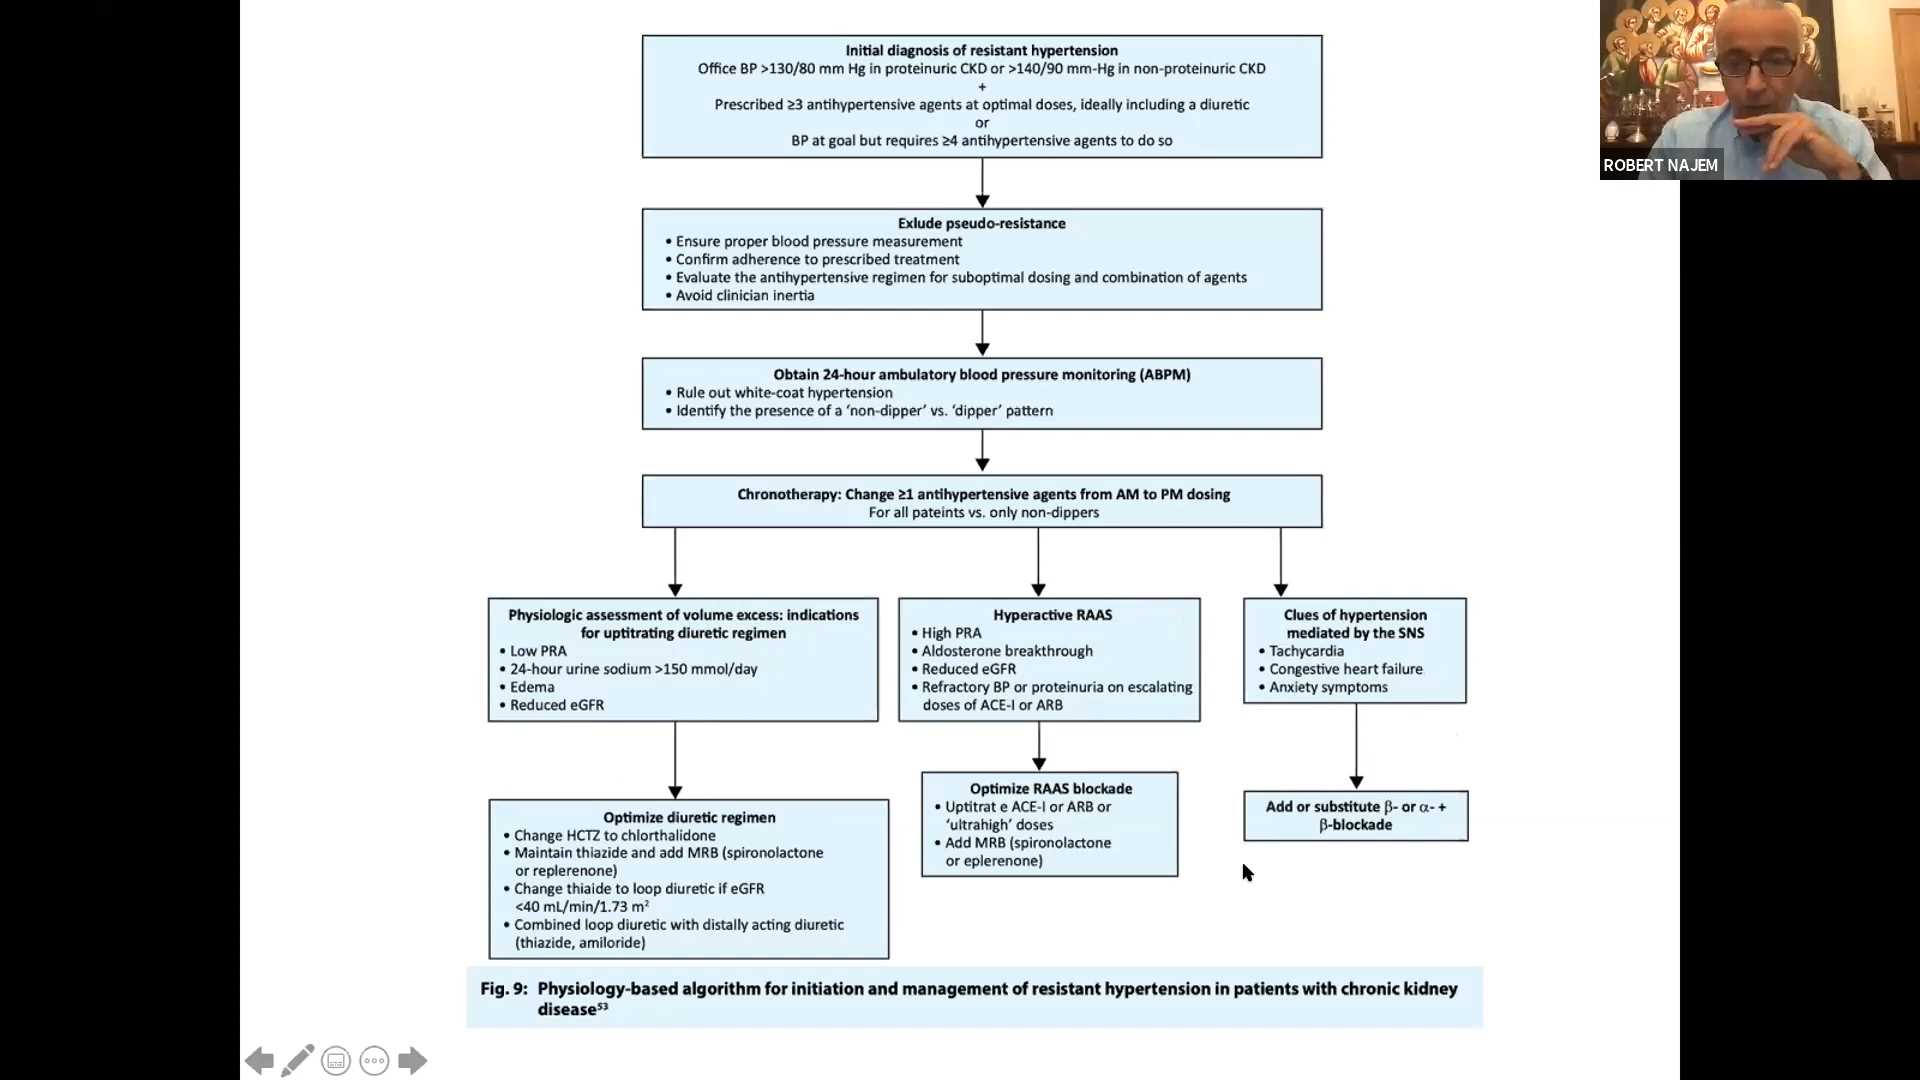 Initial diagnosis of resistant hypertension
Office BP >130/80 mm Hg in proteinuric CKD or >140/90 mm-Hg in non-proteinuric CKD
+
Prescribed ≥3 antihypertensive agents at optimal doses, ideally including a diuretic
or
BP at goal but requires ≥4 antihypertensive agents to do so
ROBERT NAJEM
Exlude pseudo-resistance
• Ensure proper blood pressure measurement
• Confirm adherence to prescribed treatment
• Evaluate the antihypertensive regimen for suboptimal dosing and combination of agents
• Avoid clinician inertia
Obtain 24-hour ambulatory blood pressure monitoring (ABPM)
• Rule out white-coat hypertension
• Identify the presence of a ‘non-dipper’ vs. ‘dipper’ pattern
Chronotherapy: Change ≥1 antihypertensive agents from AM to PM dosing
For all pateints vs. only non-dippers
Physiologic assessment of volume excess: indications
for uptitrating diuretic regimen
• Low PRA
• 24-hour urine sodium >150 mmol/day
• Edema
• Reduced eGFR
Hyperactive RAAS
• High PRA
• Aldosterone breakthrough
• Reduced eGFR
• Refractory BP or proteinuria on escalating
doses of ACE-I or ARB
Clues of hypertension
mediated by the SNS
• Tachycardia
• Congestive heart failure
• Anxiety symptoms
Optimize diuretic regimen
• Change HCTZ to chlorthalidone
• Maintain thiazide and add MRB (spironolactone
or replerenone)
• Change thiaide to loop diuretic if eGFR
<40 mL/min/1.73 m²
• Combined loop diuretic with distally acting diuretic
(thiazide, amiloride)
Optimize RAAS blockade
• Uptitrat e ACE-I or ARB or
‘ultrahigh’ doses
• Add MRB (spironolactone
or eplerenone)
Add or substitute β- or α- +
β-blockade
Fig. 9: Physiology-based algorithm for initiation and management of resistant hypertension in patients with chronic kidney
disease⁵³